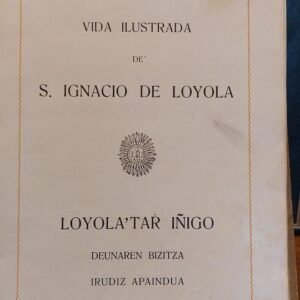 VIDA ILUSTRADA
DE
S. IGNACIO DE LOYOLA
LOYOLA'TAŔ IÑIGO
DEUNAREN BIZITZA
IRUDIZ APAINDUA